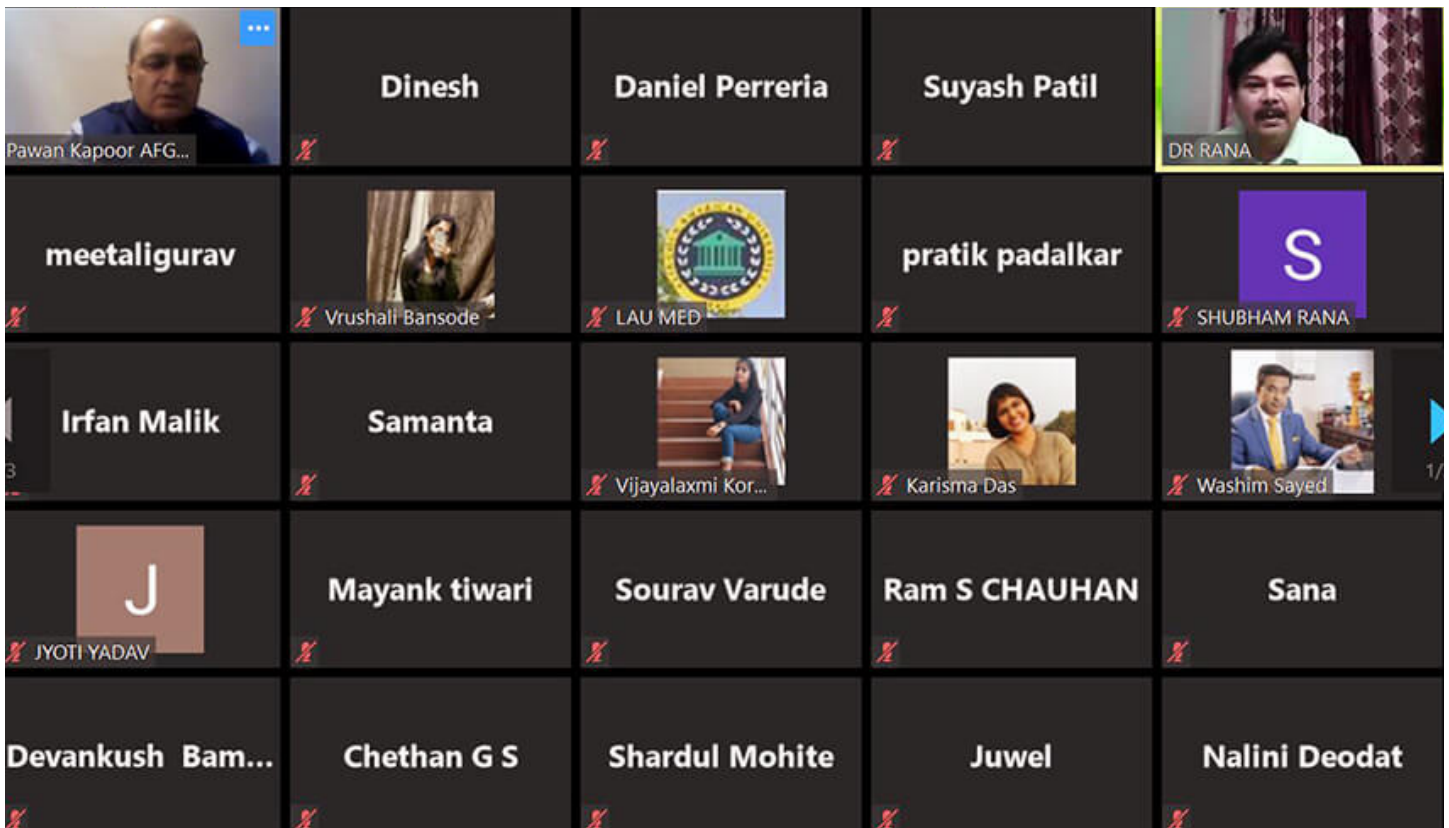 Pawan Kapoor AFG...
Dinesh
Daniel Perreria
Suyash Patil
DR RANA
meetaligurav
Vrushali Bansode
LAU MED
pratik padalkar
S
SHUBHAM RANA
3
Irfan Malik
Samanta
Vijayalaxmi Kor...
Karisma Das
Washim Sayed
1/
J
JYOTI YADAV
Mayank tiwari
Sourav Varude
Ram S CHAUHAN
Sana
Devankush Bam...
Chethan G S
Shardul Mohite
Juwel
Nalini Deodat